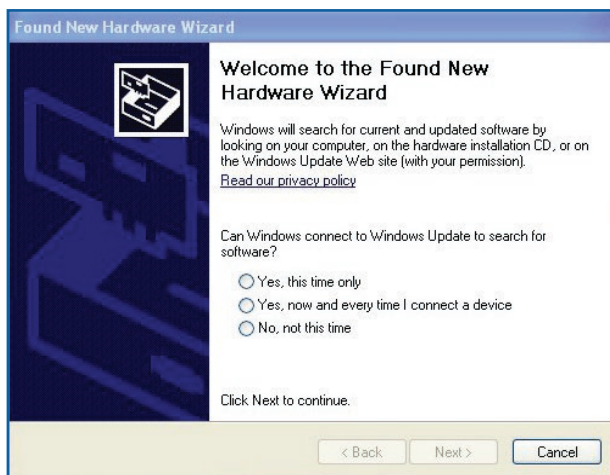 Found New Hardware Wizard
Welcome to the Found New
Hardware Wizard
Windows will search for current and updated software by
looking on your computer, on the hardware installation CD, or on
the Windows Update Web site (with your permission).
Read our privacy policy
Can Windows connect to Windows Update to search for
software?
Yes, this time only
Yes, now and every time I connect a device
No, not this time
Click Next to continue.
< Back
Next >
Cancel